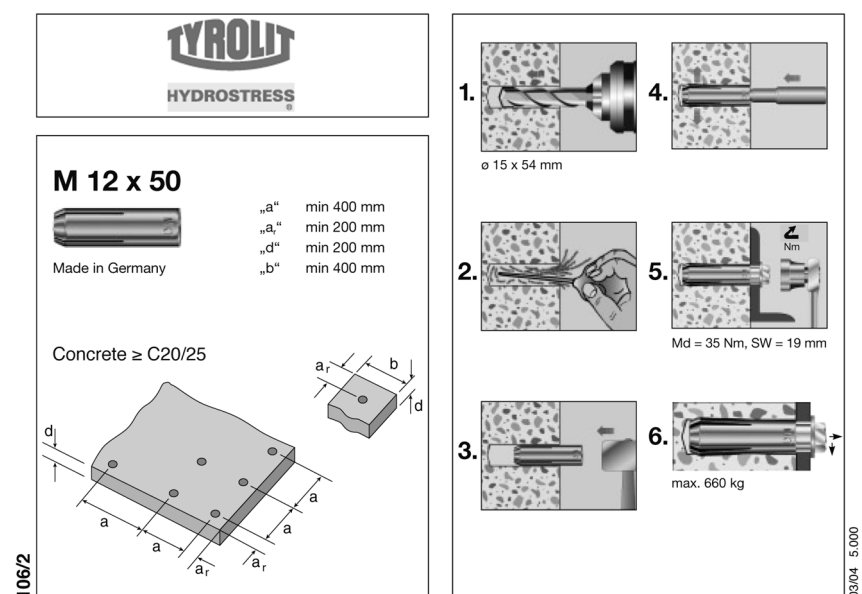 TYROLIT
HYDROSTRESS®
M 12 x 50
Made in Germany
„a“ min 400 mm
„ar“ min 200 mm
„d“ min 200 mm
„b“ min 400 mm
Concrete ≥ C20/25
ar
b
d
d
a
a
a
a
ar
ar
106/2
1.
ø 15 x 54 mm
2.
3.
4.
5.
Nm
Md = 35 Nm, SW = 19 mm
6.
max. 660 kg
03/04 5.000